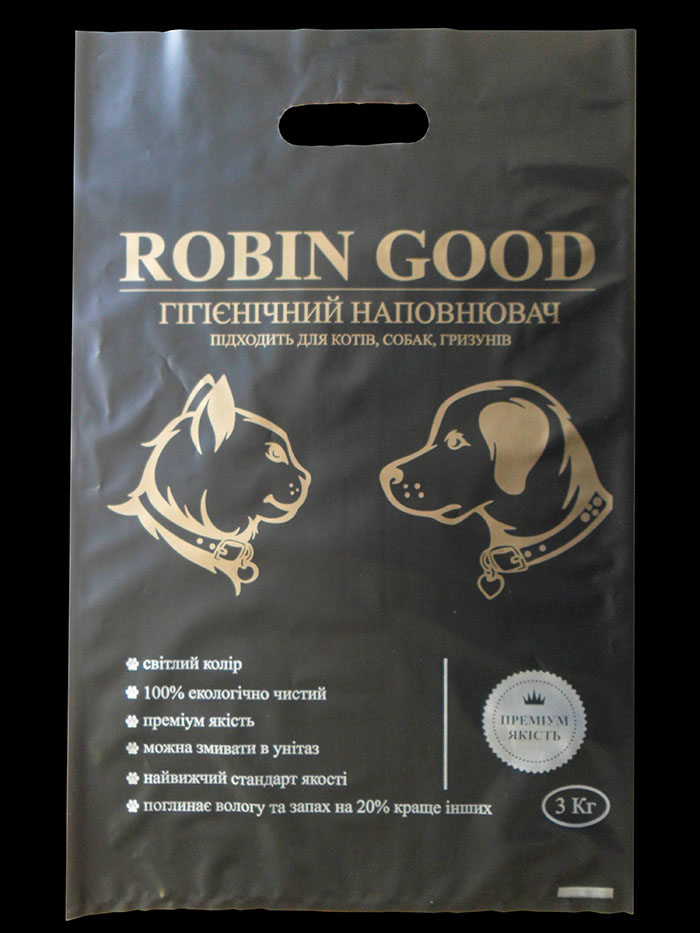 ROBIN GOOD
ГІГІЄНІЧНИЙ НАПОВНЮВАЧ
ПІДХОДИТЬ ДЛЯ КОТІВ, СОБАК, ГРИЗУНІВ
світлий колір
100% екологічно чистий
преміум якість
можна змивати в унітаз
найвижчий стандарт якості
поглинає вологу та запах на 20% краще інших
ПРЕМІУМ
ЯКІСТЬ
3 Кг